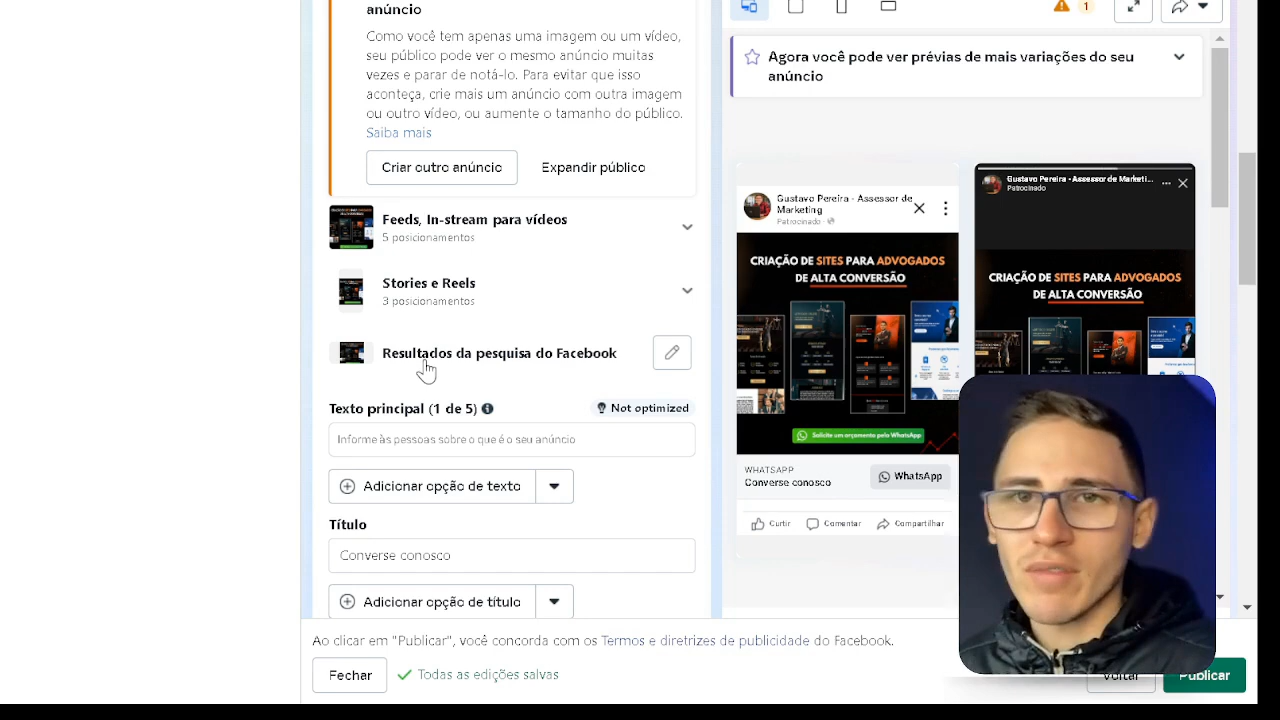 anúncio
Como você tem apenas uma imagem ou um vídeo,
seu público pode ver o mesmo anúncio muitas
vezes e parar de notá-lo. Para evitar que isso
aconteça, crie mais um anúncio com outra imagem
ou outro vídeo, ou aumente o tamanho do público.
Saiba mais
Criar outro anúncio
Expandir público
Feeds, In-stream para vídeos
5 posicionamentos
Stories e Reels
3 posicionamentos
Resultados da pesquisa do Facebook
Texto principal (1 de 5)
Not optimized
Informe às pessoas sobre o que é o seu anúncio
Adicionar opção de texto
Título
Converse conosco
Adicionar opção de título
1
Agora você pode ver prévias de mais variações do seu
anúncio
Gustavo Pereira - Assessor de
Marketing
Patrocinado
CRIAÇÃO DE SITES PARA ADVOGADOS
DE ALTA CONVERSÃO
Solicite um orçamento pelo WhatsApp
WHATSAPP
Converse conosco
WhatsApp
Curtir
Comentar
Compartilhar
Gustavo Pereira - Assessor de Marketi...
Patrocinado
CRIAÇÃO DE SITES PARA ADVOGADOS
DE ALTA CONVERSÃO
Ao clicar em "Publicar", você concorda com os Termos e diretrizes de publicidade do Facebook.
Fechar
Todas as edições salvas
Voltar
Publicar